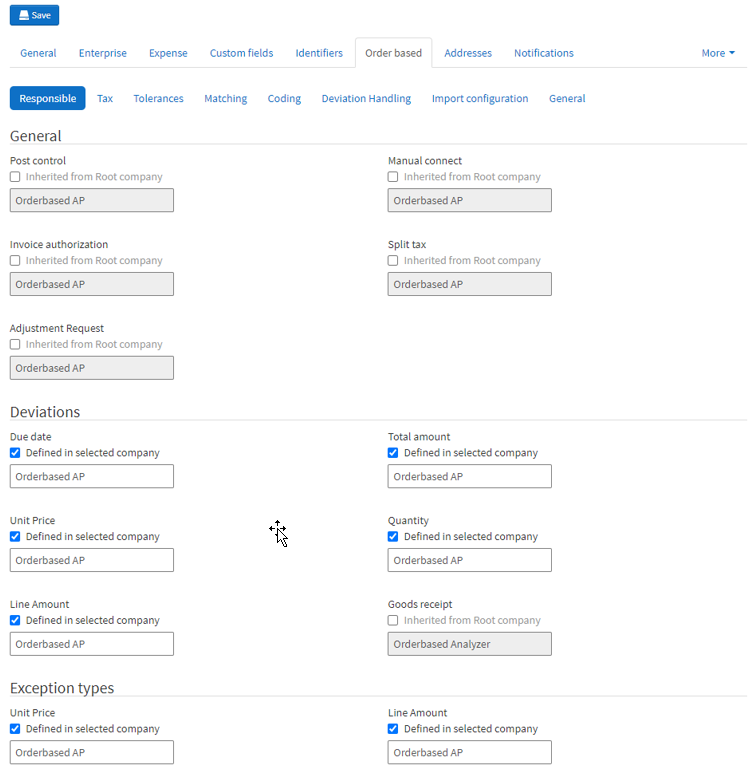 Save
General Enterprise Expense Custom fields Identifiers Order based Addresses Notifications More
Responsible Tax Tolerances Matching Coding Deviation Handling Import configuration General
General
Post control Manual connect
Inherited from Root company Inherited from Root company
Orderbased AP Orderbased AP
Invoice authorization Split tax
Inherited from Root company Inherited from Root company
Orderbased AP Orderbased AP
Adjustment Request
Inherited from Root company
Orderbased AP
Deviations
Due date Total amount
Defined in selected company Defined in selected company
Orderbased AP Orderbased AP
Unit Price Quantity
Defined in selected company Defined in selected company
Orderbased AP Orderbased AP
Line Amount Goods receipt
Defined in selected company Inherited from Root company
Orderbased AP Orderbased Analyzer
Exception types
Unit Price Line Amount
Defined in selected company Defined in selected company
Orderbased AP Orderbased AP